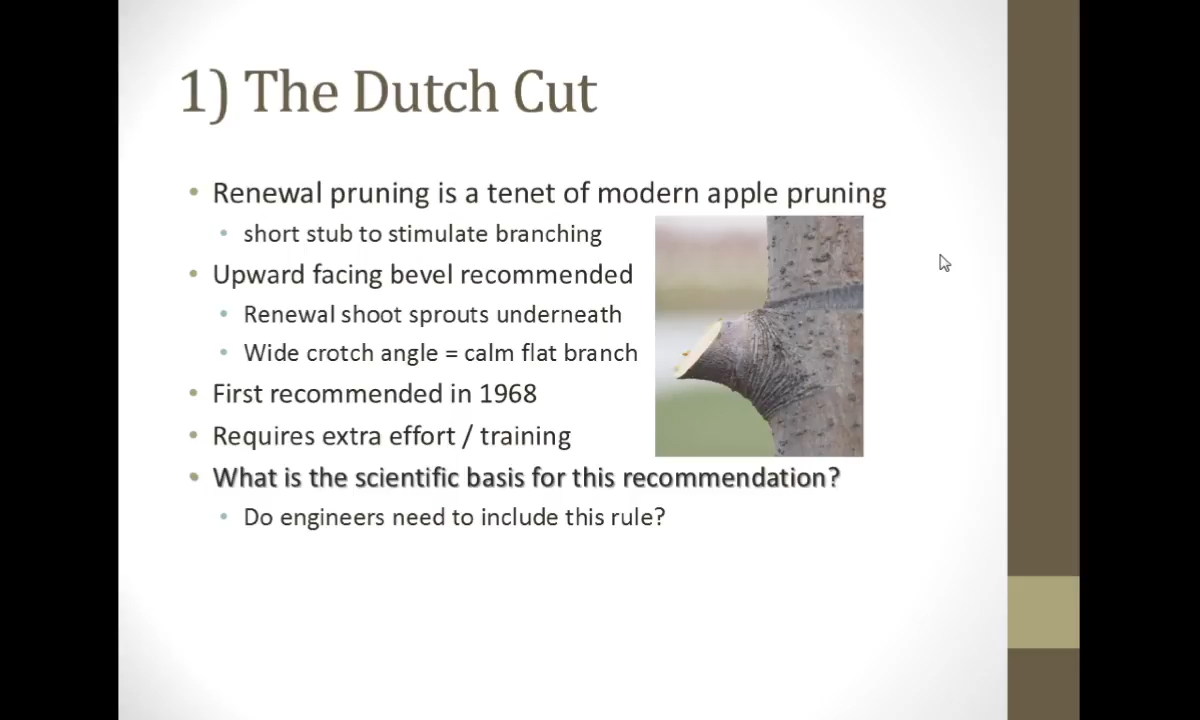 1) The Dutch Cut
• Renewal pruning is a tenet of modern apple pruning
• short stub to stimulate branching
• Upward facing bevel recommended
• Renewal shoot sprouts underneath
• Wide crotch angle = calm flat branch
• First recommended in 1968
• Requires extra effort / training
• What is the scientific basis for this recommendation?
• Do engineers need to include this rule?